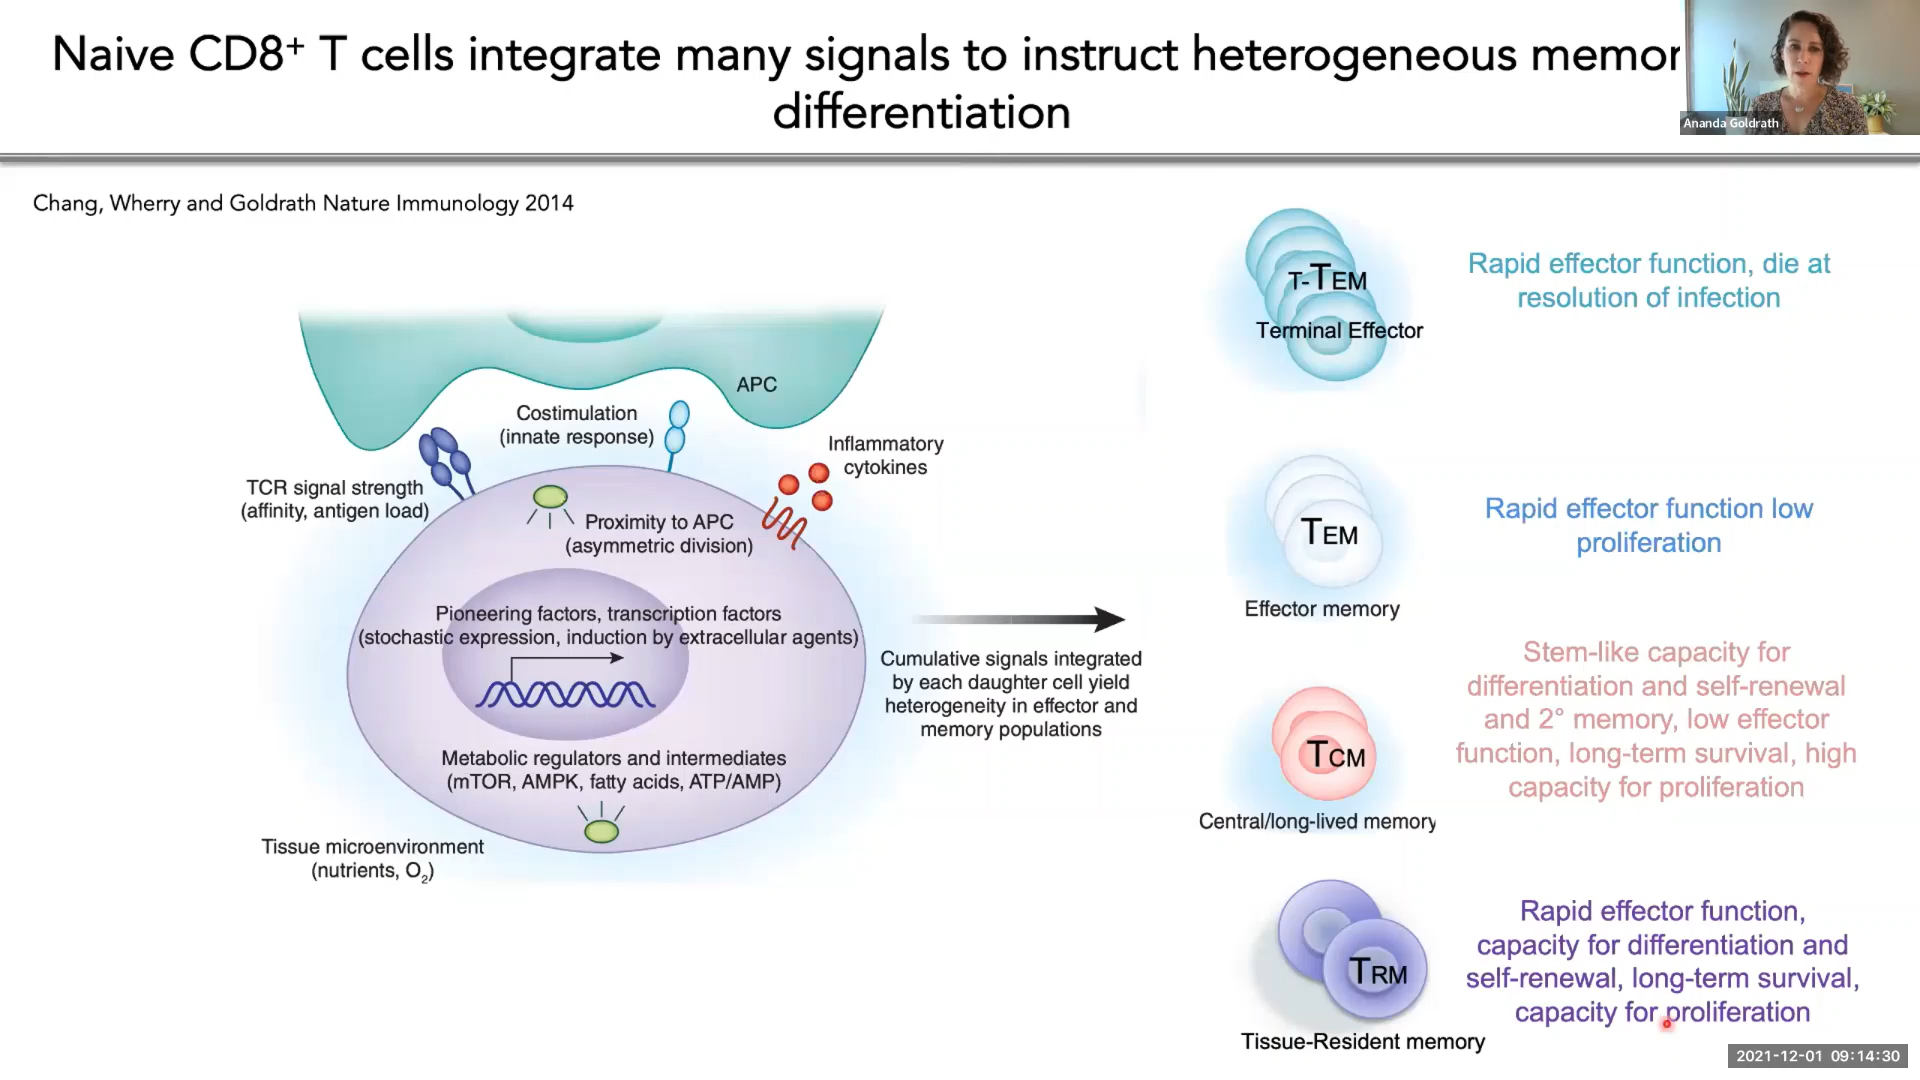 Naive CD8⁺ T cells integrate many signals to instruct heterogeneous memor
differentiation
Ananda Goldrath
Chang, Wherry and Goldrath Nature Immunology 2014
APC
Costimulation
(innate response)
Inflammatory
cytokines
TCR signal strength
(affinity, antigen load)
Proximity to APC
(asymmetric division)
Pioneering factors, transcription factors
(stochastic expression, induction by extracellular agents)
Metabolic regulators and intermediates
(mTOR, AMPK, fatty acids, ATP/AMP)
Tissue microenvironment
(nutrients, O₂)
Cumulative signals integrated
by each daughter cell yield
heterogeneity in effector and
memory populations
T-TEM
Terminal Effector
Rapid effector function, die at
resolution of infection
TEM
Effector memory
Rapid effector function low
proliferation
TCM
Central/long-lived memory
Stem-like capacity for
differentiation and self-renewal
and 2° memory, low effector
function, long-term survival, high
capacity for proliferation
TRM
Tissue-Resident memory
Rapid effector function,
capacity for differentiation and
self-renewal, long-term survival,
capacity for proliferation
2021-12-01 09:14:30